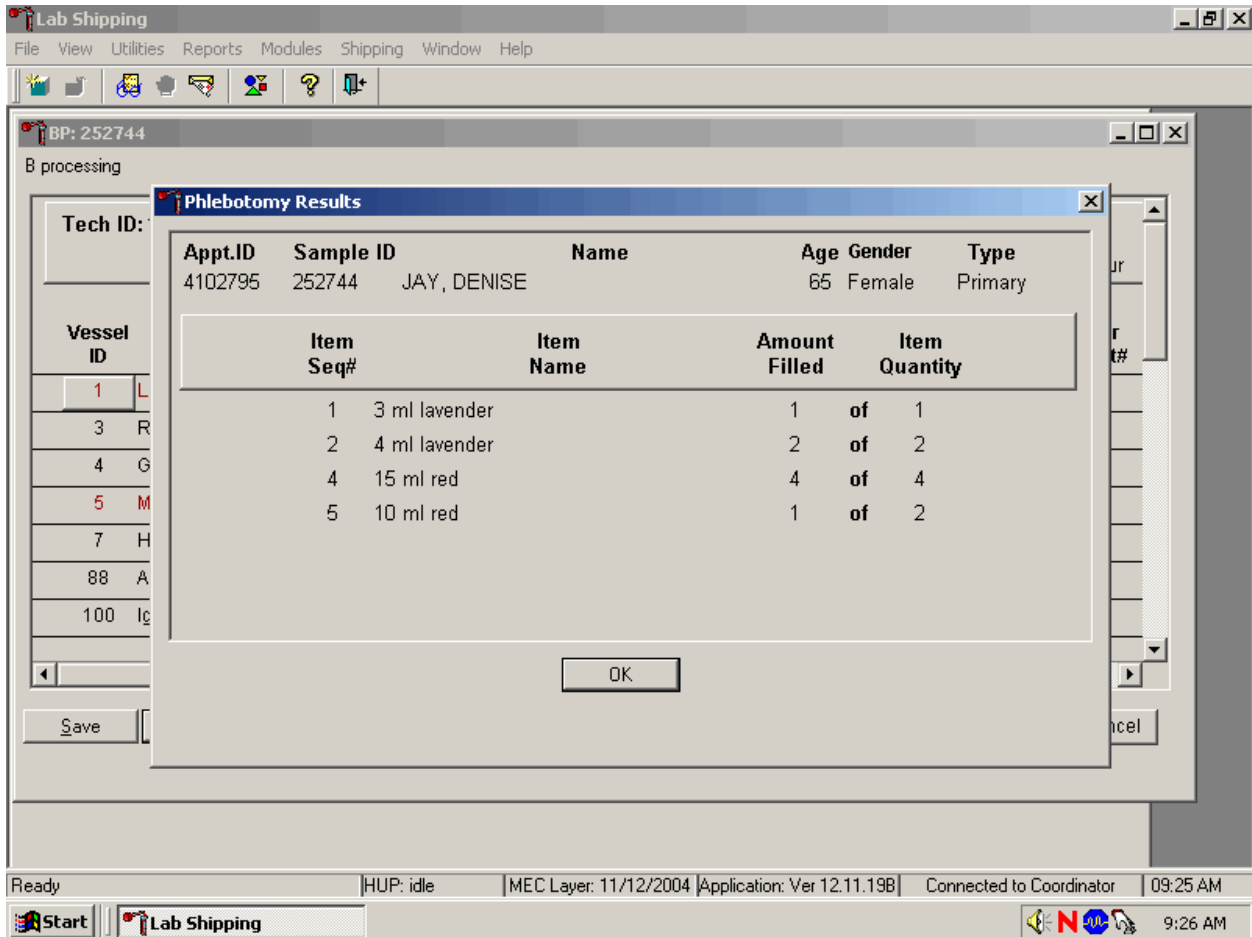 Lab Shipping
File View Utilities Reports Modules Shipping Window Help
BP: 252744
B processing
Phlebotomy Results
Tech ID:
Appt.ID Sample ID Name Age Gender Type
4102795 252744 JAY, DENISE 65 Female Primary
Vessel ID
Item Seq# Item Name Amount Filled Item Quantity
1 3 ml lavender 1 of 1
2 4 ml lavender 2 of 2
4 15 ml red 4 of 4
5 10 ml red 1 of 2
1 L
3 R
4 G
5 M
7 H
88 A
100
OK
Save
Ready HUP: idle MEC Layer: 11/12/2004 Application: Ver 12.11.19B Connected to Coordinator 09:25 AM
Start Lab Shipping N 9:26 AM